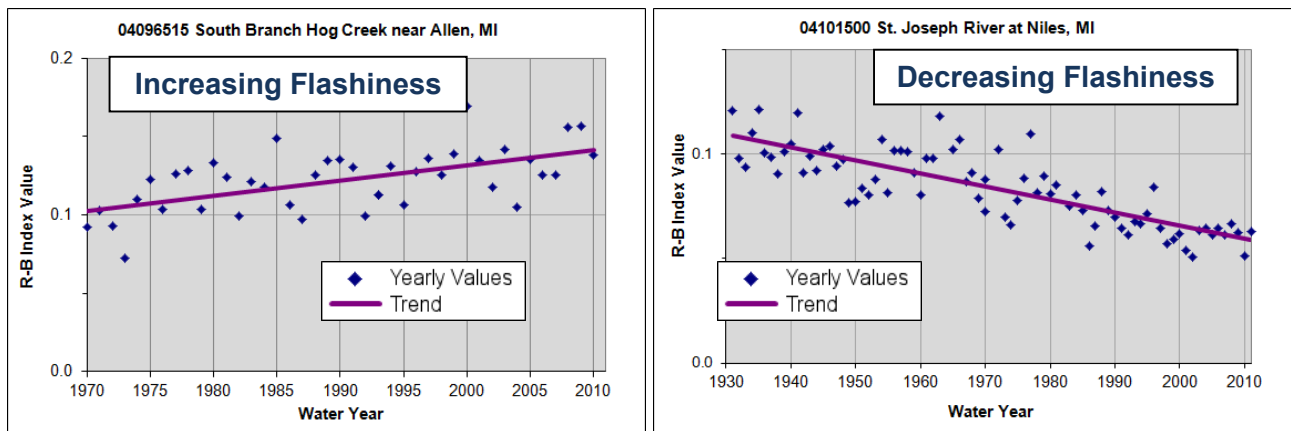 04096515 South Branch Hog Creek near Allen, MI
Increasing Flashiness
R-B Index Value
0.2
0.1
0.0
Yearly Values
Trend
1970 1975 1980 1985 1990 1995 2000 2005 2010
Water Year
04101500 St. Joseph River at Niles, MI
Decreasing Flashiness
R-B Index Value
0.1
0.0
Yearly Values
Trend
1930 1940 1950 1960 1970 1980 1990 2000 2010
Water Year